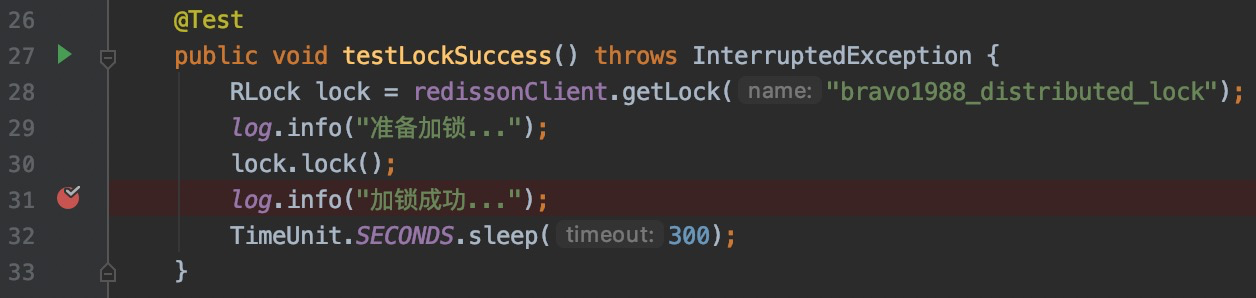 26 @Test
27 public void testLockSuccess() throws InterruptedException {
28 RLock lock = redissonClient.getLock( name: "bravo1988_distributed_lock");
29 log.info("准备加锁...");
30 lock.lock();
31 log.info("加锁成功...");
32 TimeUnit.SECONDS.sleep( timeout: 300);
33 }